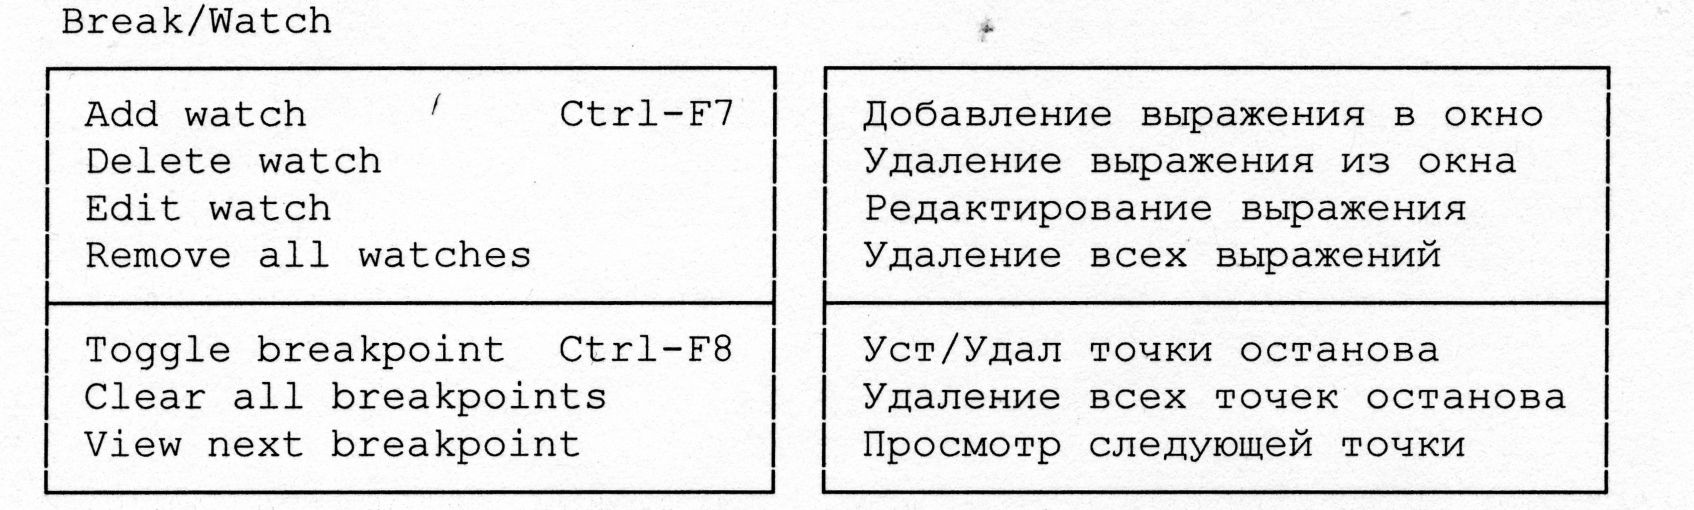 Break/Watch
Add watch Ctrl-F7
Delete watch
Edit watch
Remove all watches
Toggle breakpoint Ctrl-F8
Clear all breakpoints
View next breakpoint
Добавление выражения в окно
Удаление выражения из окна
Редактирование выражения
Удаление всех выражений
Уст/Удал точки останова
Удаление всех точек останова
Просмотр следующей точки